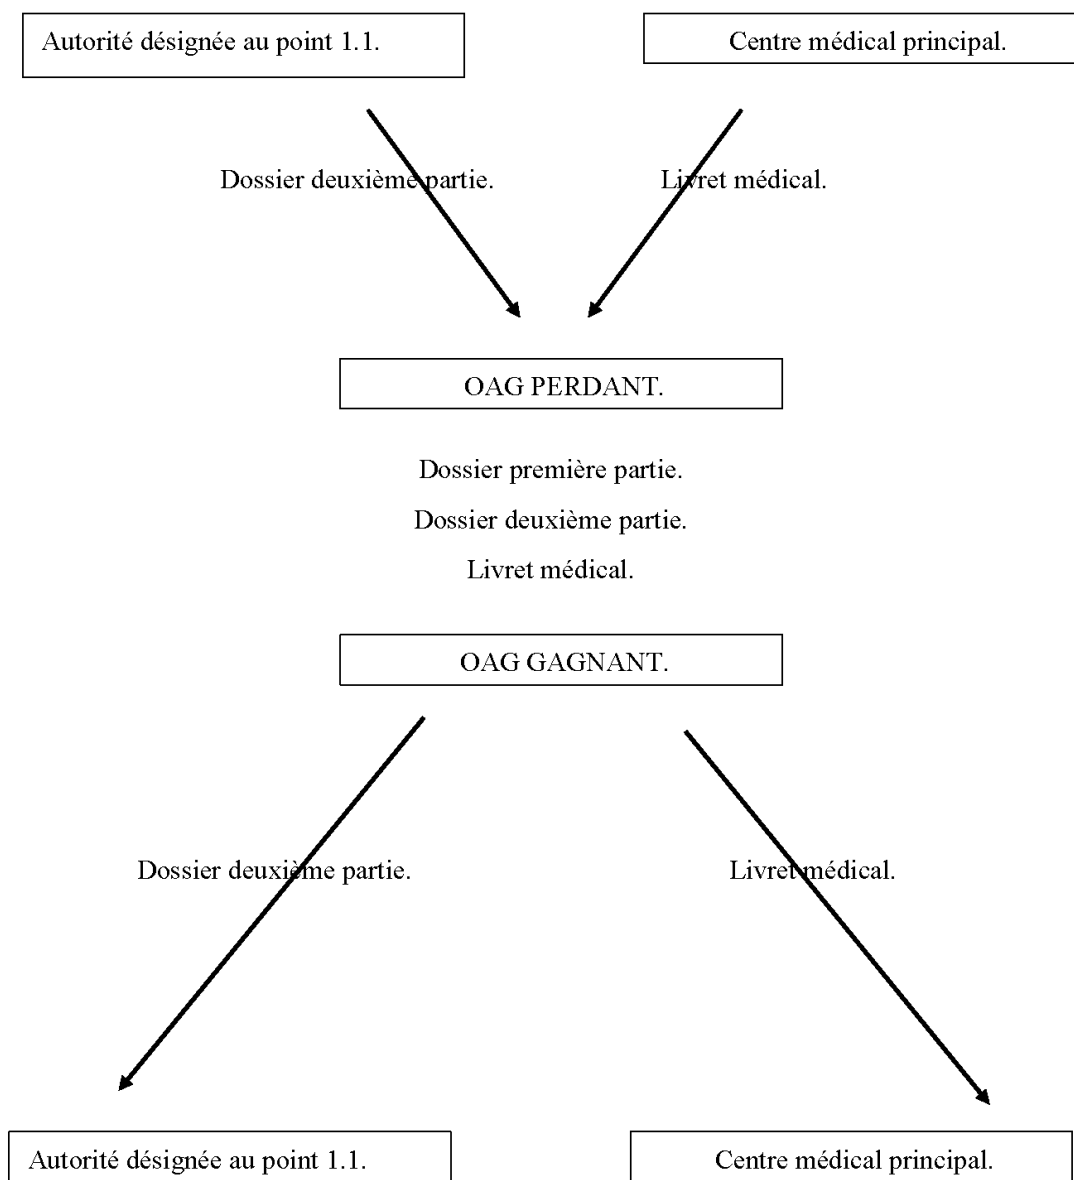 Autorité désignée au point 1.1.
Centre médical principal.
Dossier deuxième partie.
Livret médical.
OAG PERDANT.
Dossier première partie.
Dossier deuxième partie.
Livret médical.
OAG GAGNANT.
Dossier deuxième partie.
Livret médical.
Autorité désignée au point 1.1.
Centre médical principal.